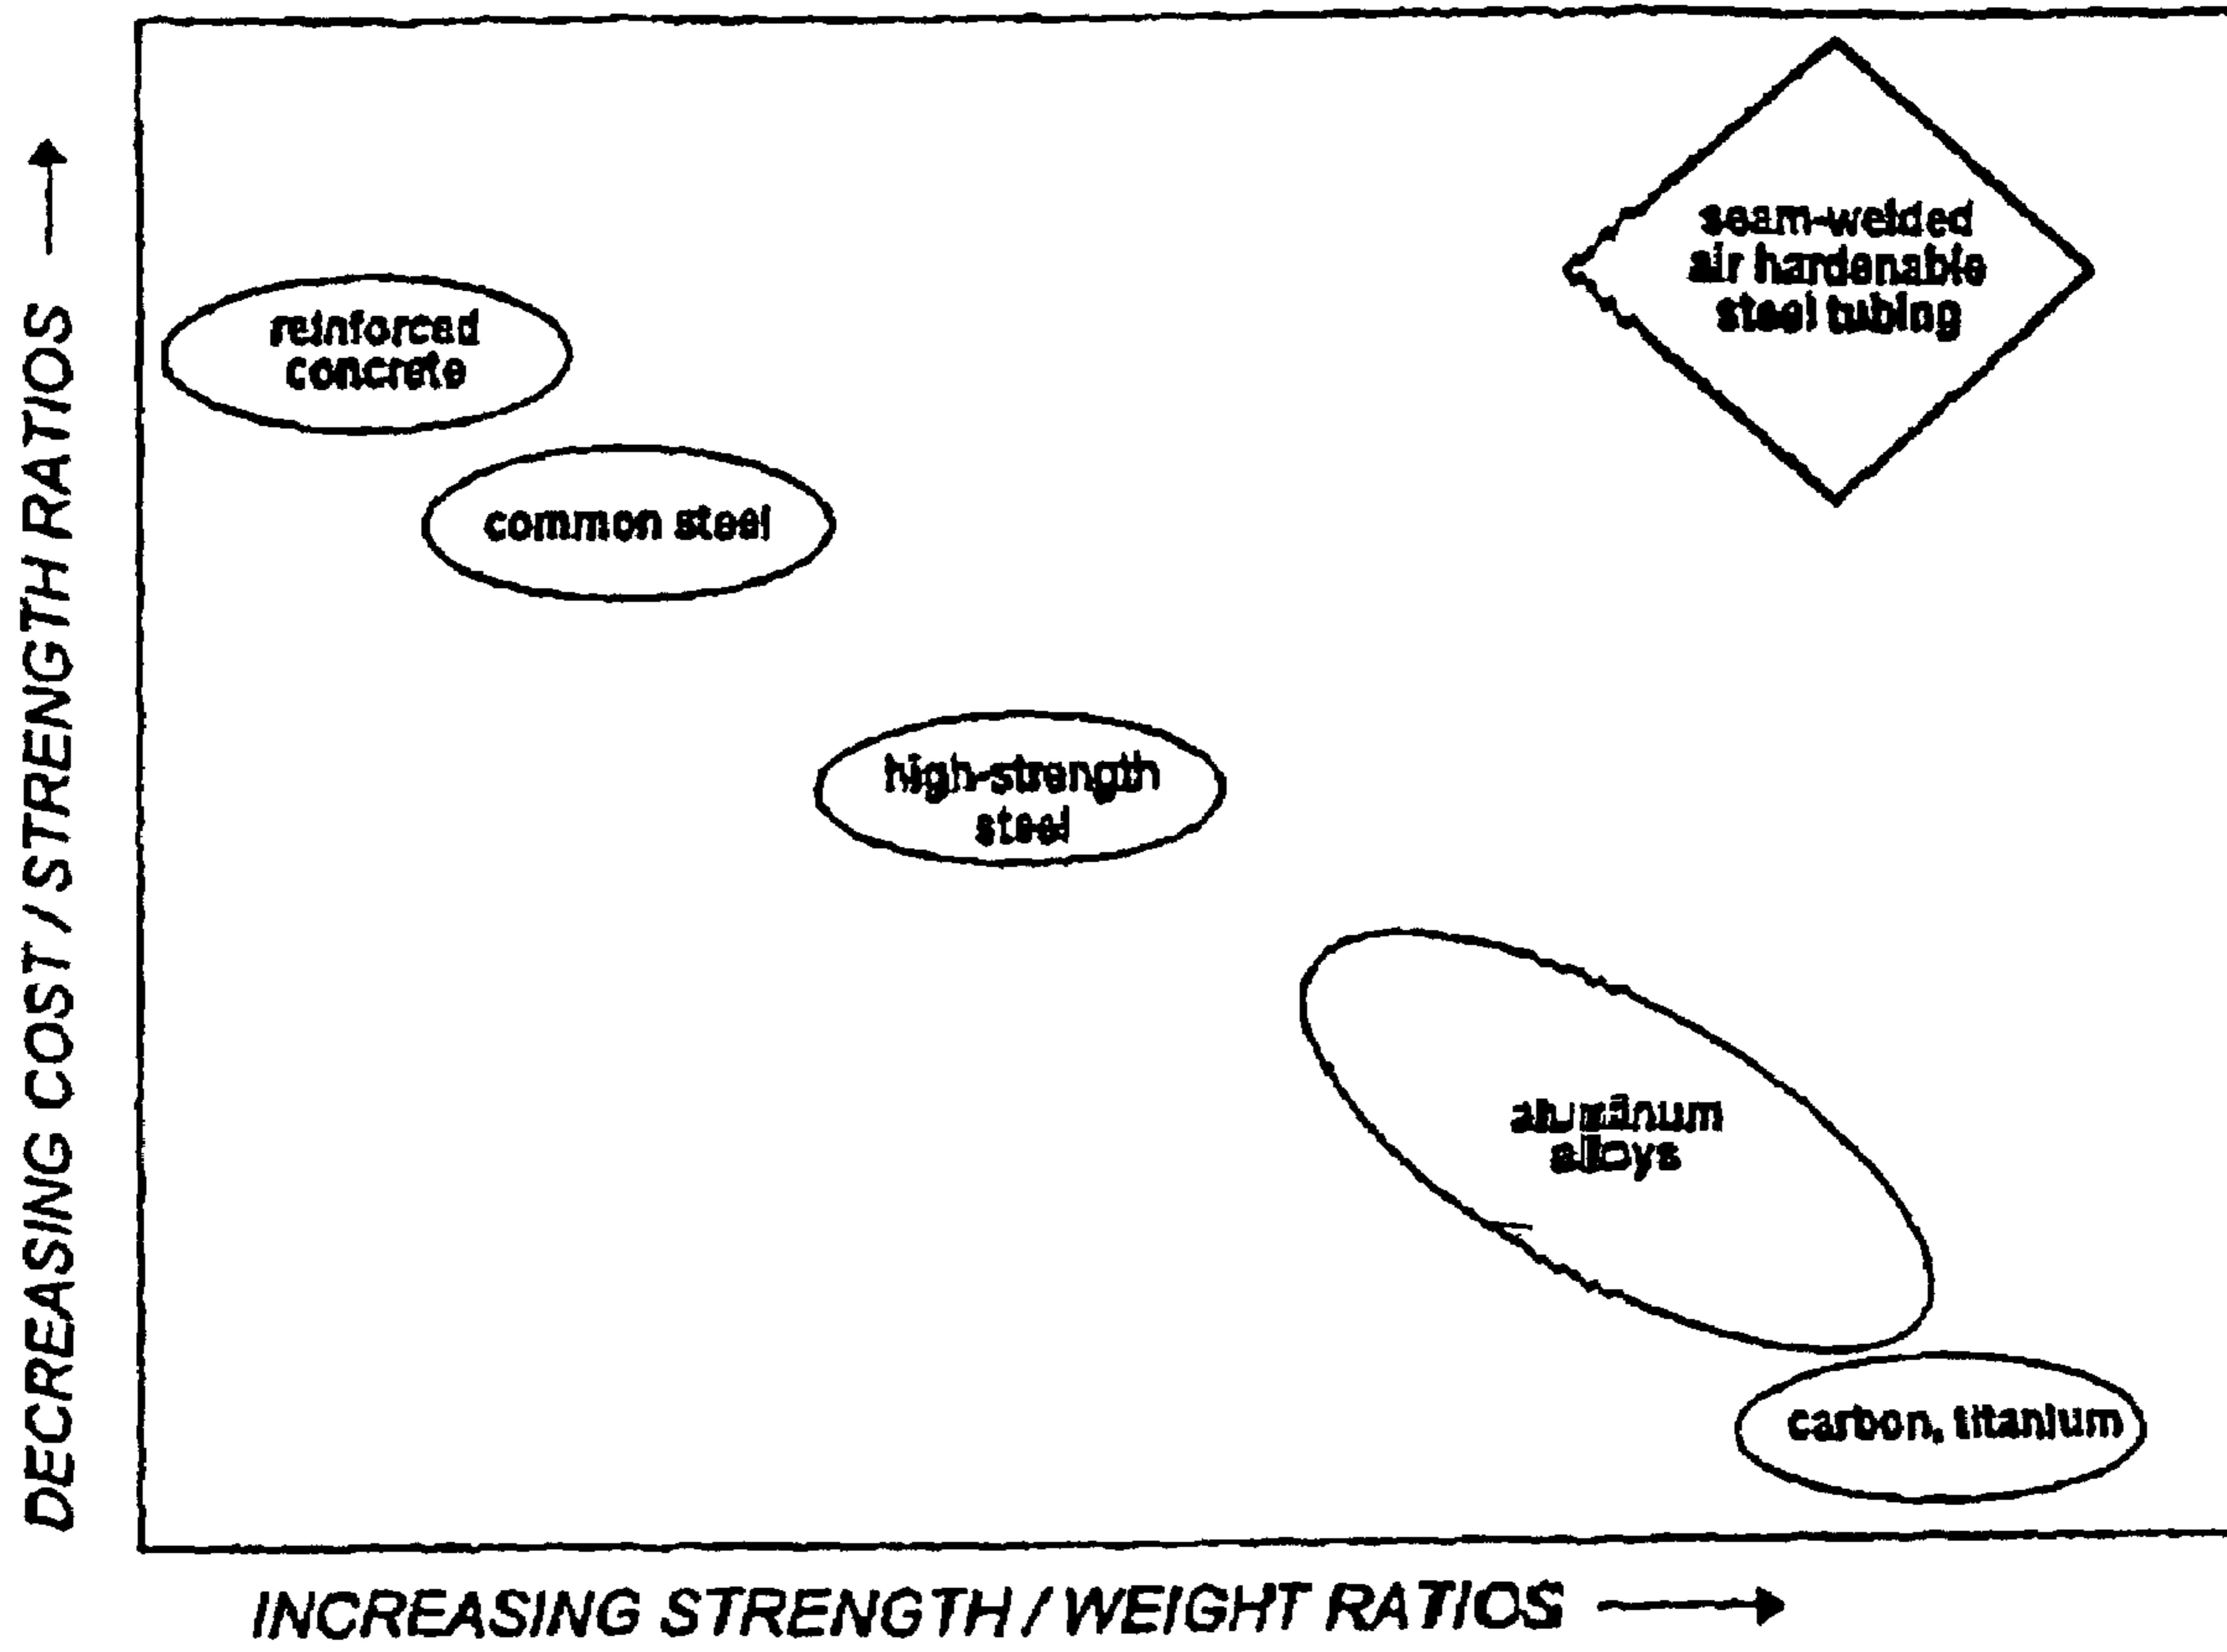 DECREASING COST / STRENGTH RATIOS
seam-welded
air hardenable
steel tubing
reinforced
concrete
common steel
high-strength
steel
aluminum
alloys
carbon, titanium
INCREASING STRENGTH / WEIGHT RATIOS